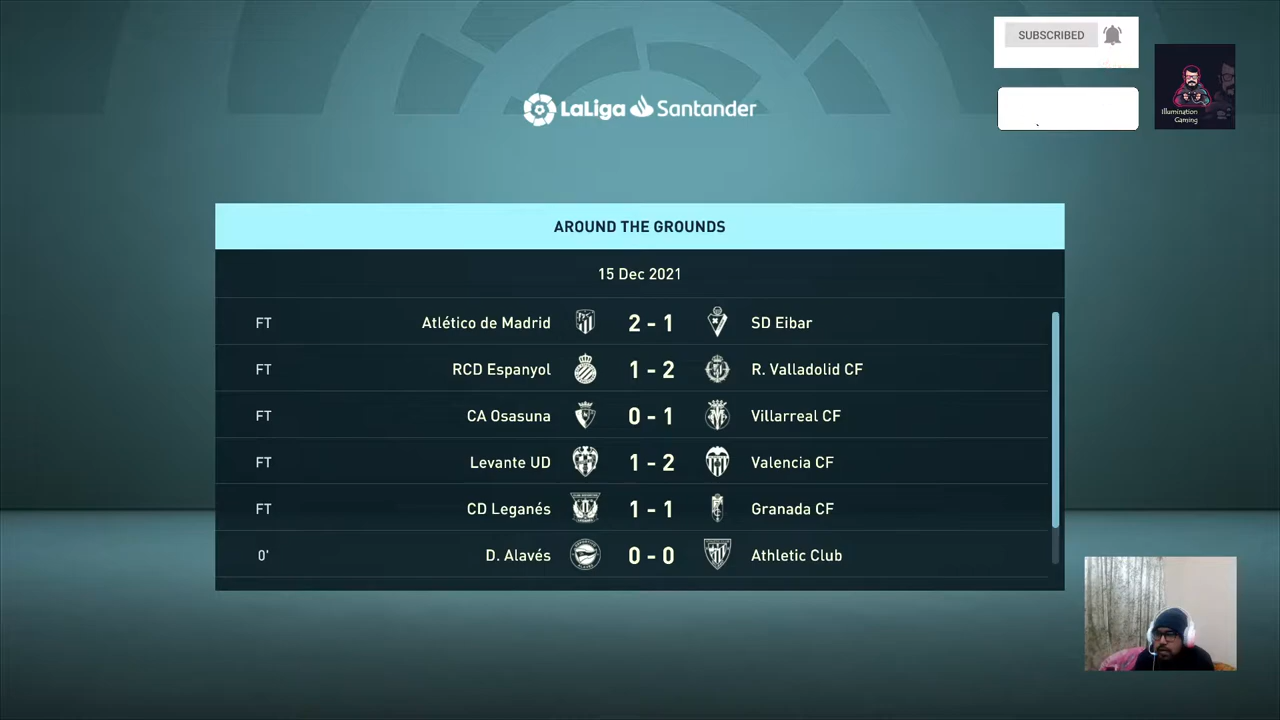 SUBSCRIBED
Illumination
Gaming
LaLiga Santander
AROUND THE GROUNDS
15 Dec 2021
FT Atlético de Madrid 2 - 1 SD Eibar
FT RCD Espanyol 1 - 2 R. Valladolid CF
FT CA Osasuna 0 - 1 Villarreal CF
FT Levante UD 1 - 2 Valencia CF
FT CD Leganés 1 - 1 Granada CF
0' D. Alavés 0 - 0 Athletic Club